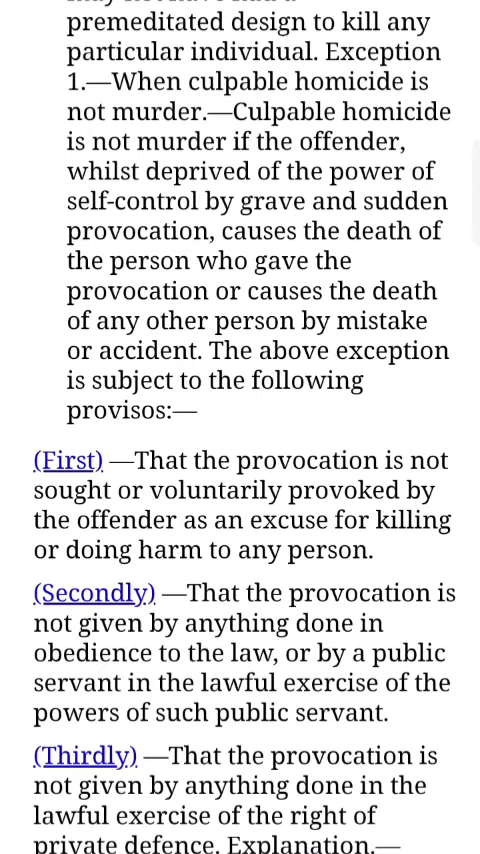 premeditated design to kill any
particular individual. Exception
1.—When culpable homicide is
not murder.—Culpable homicide
is not murder if the offender,
whilst deprived of the power of
self-control by grave and sudden
provocation, causes the death of
the person who gave the
provocation or causes the death
of any other person by mistake
or accident. The above exception
is subject to the following
provisos:—
(First) —That the provocation is not
sought or voluntarily provoked by
the offender as an excuse for killing
or doing harm to any person.
(Secondly) —That the provocation is
not given by anything done in
obedience to the law, or by a public
servant in the lawful exercise of the
powers of such public servant.
(Thirdly) —That the provocation is
not given by anything done in the
lawful exercise of the right of
private defence. Explanation.—